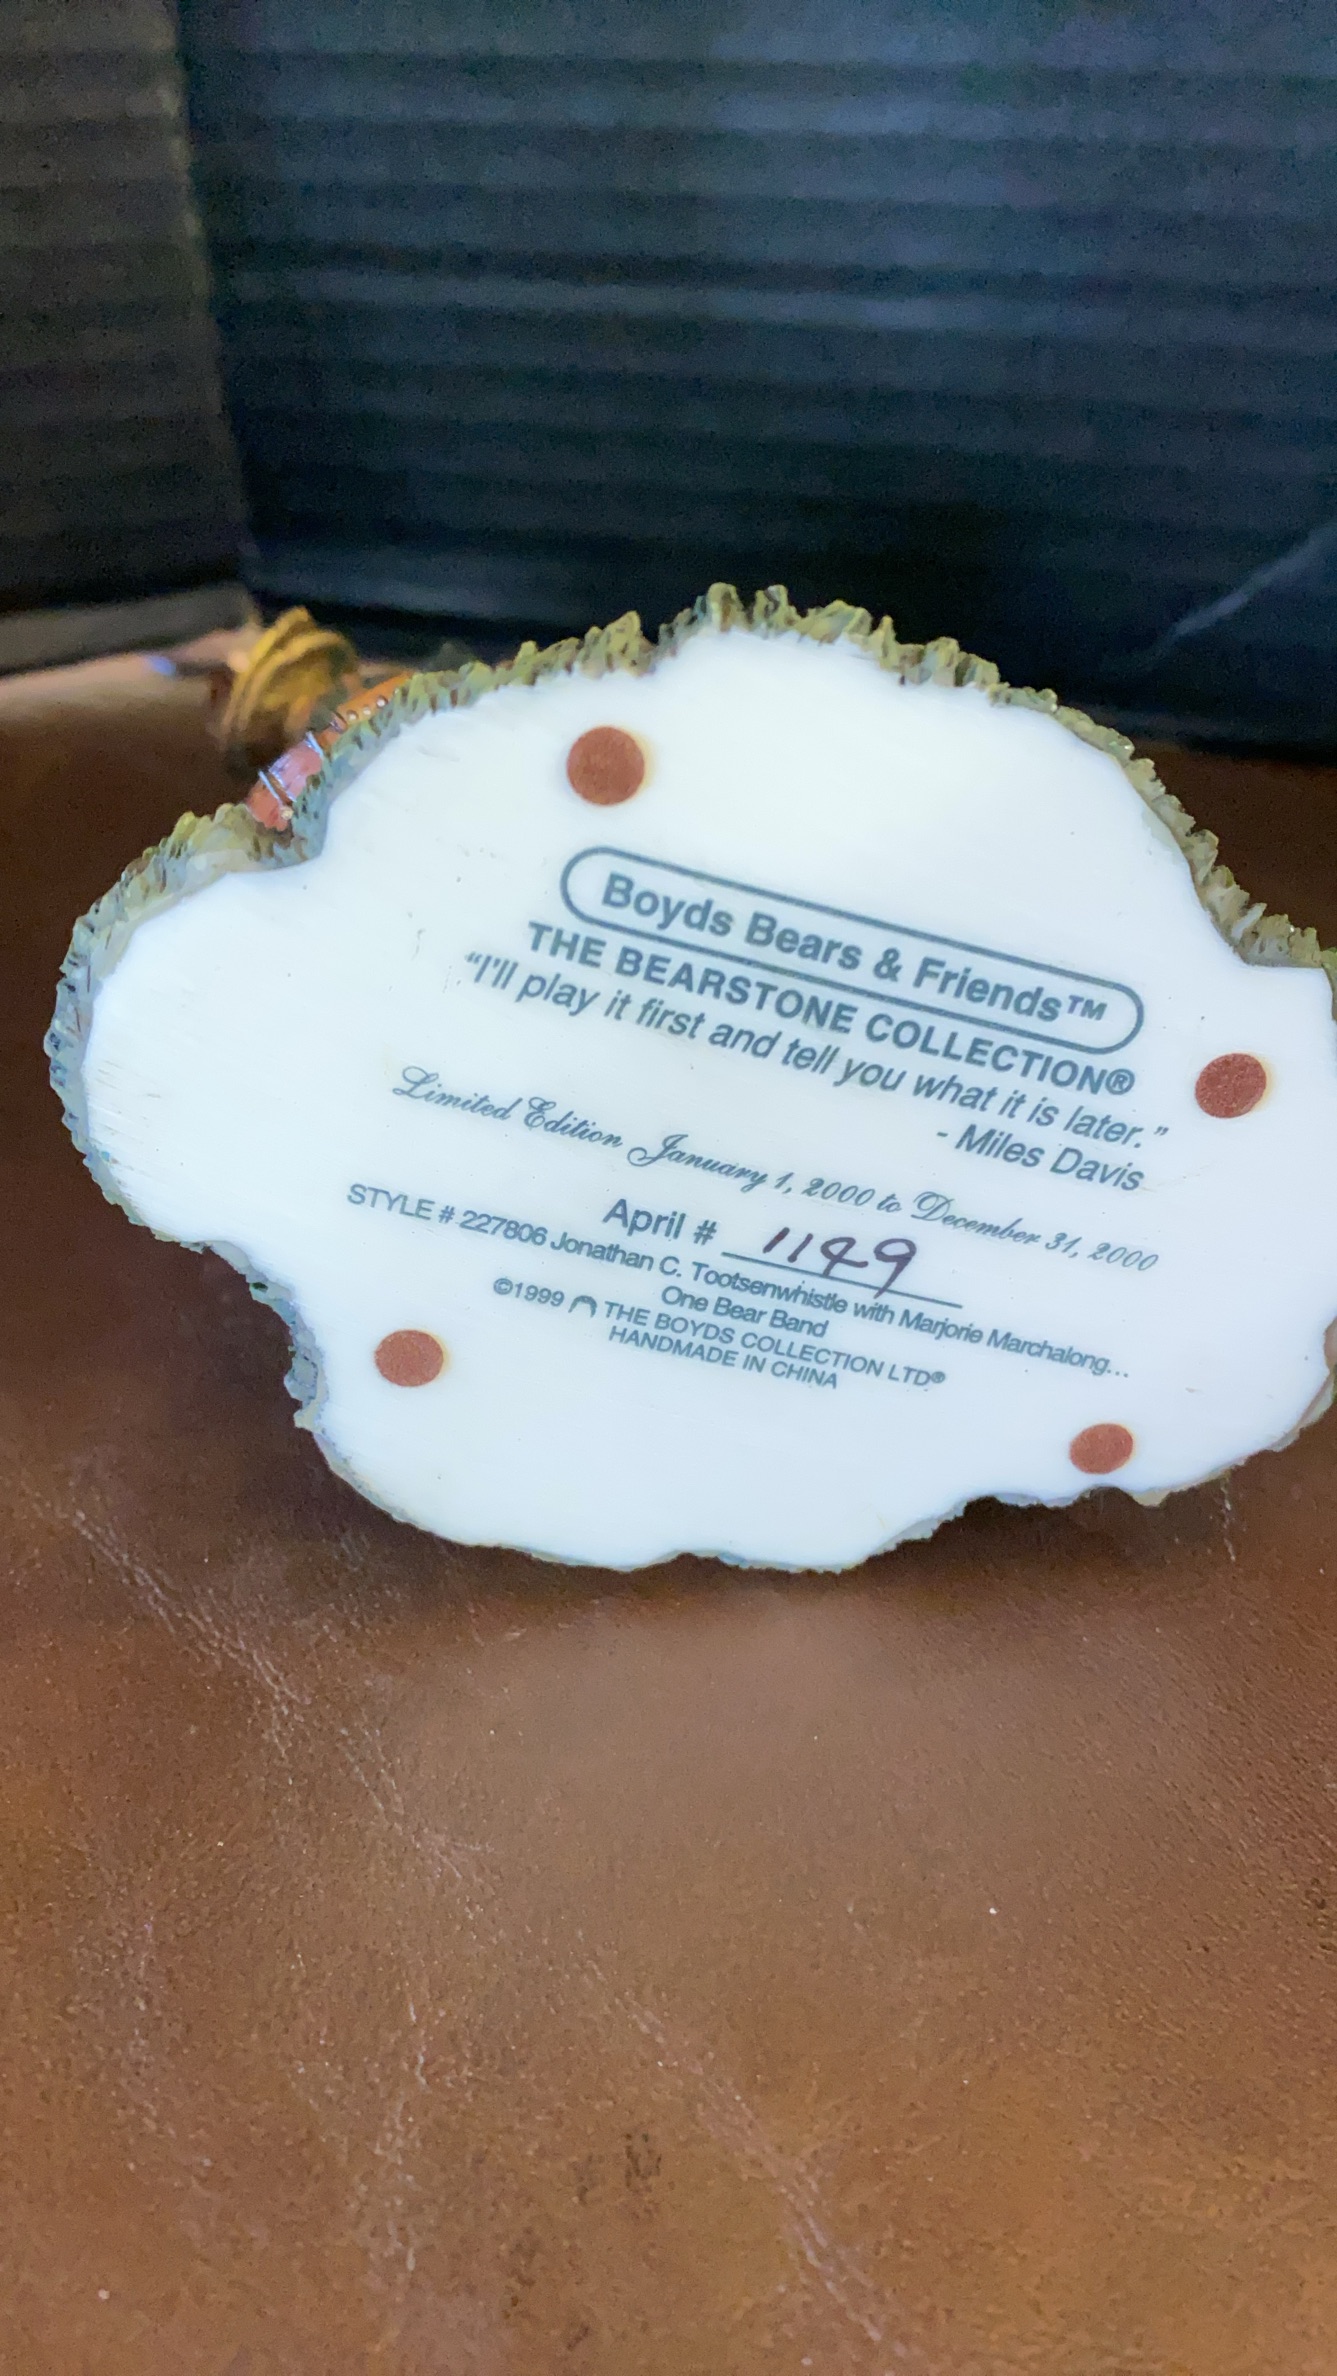 Boyds Bears & Friends™
THE BEARSTONE COLLECTION®
"I'll play it first and tell you what it is later."
- Miles Davis
Limited Edition January 1, 2000 to December 31, 2000
April # 1149
STYLE # 227806 Jonathan C. Tootsenwhistle with Marjorie Marchalong...
One Bear Band
©1999 THE BOYDS COLLECTION LTD®
HANDMADE IN CHINA